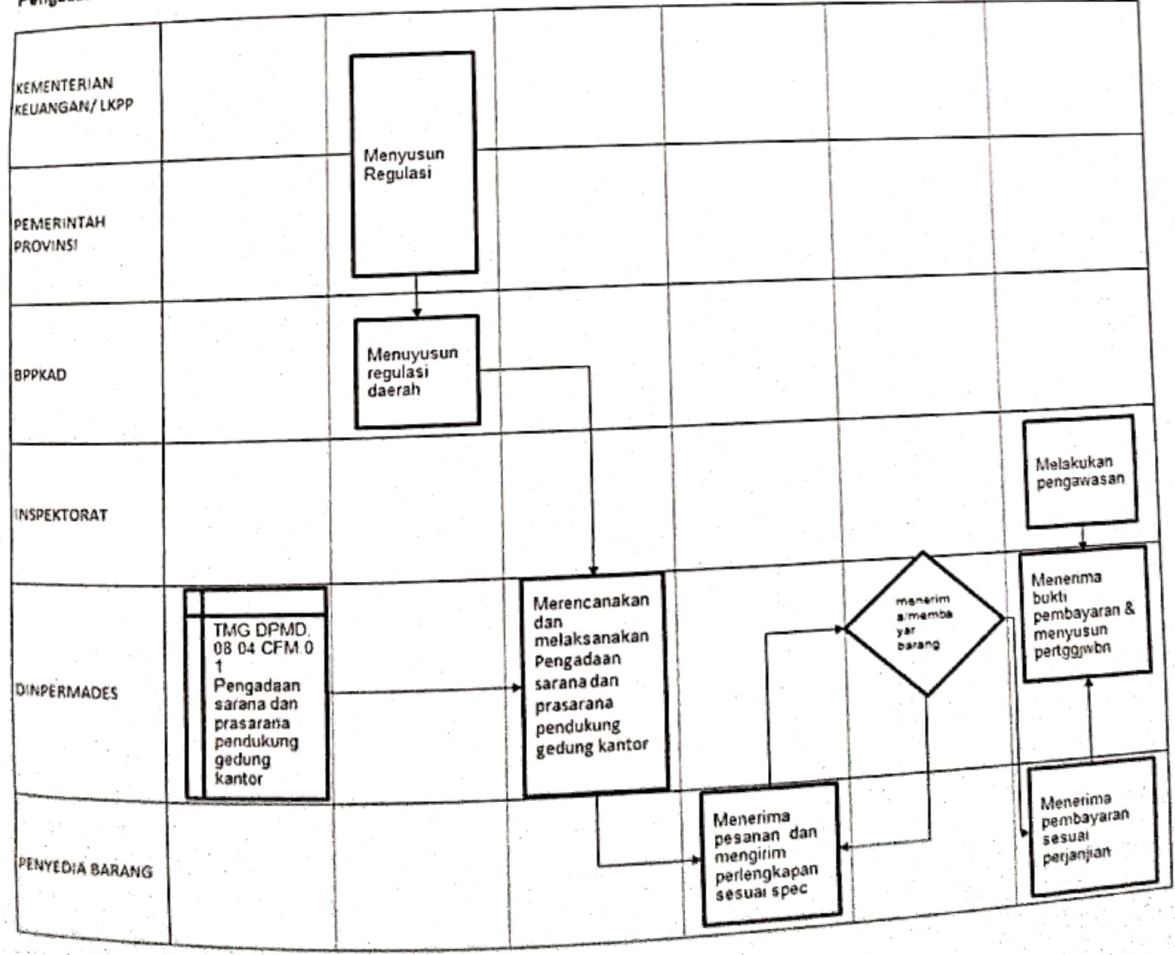 KEMENTERIAN
KEUANGAN/ LKPP
Menyusun
Regulasi
PEMERINTAH
PROVINSI
BPPKAD
Menuyusun
regulasi
daerah
INSPEKTORAT
Melakukan
pengawasan
DINPERMADES
TMG DPMD.
08 04 CFM.0
1
Pengadaan
sarana dan
prasarana
pendukung
gedung
kantor
Merencanakan
dan
melaksanakan
Pengadaan
sarana dan
prasarana
pendukung
gedung kantor
menerim
a/memba
yar
barang
Menerima
bukti
pembayaran &
menyusun
pertggjwbn
PENYEDIA BARANG
Menerima
pesanan dan
mengirim
perlengkapan
sesuai spec
Menerima
pembayaran
sesuai
perjanjian